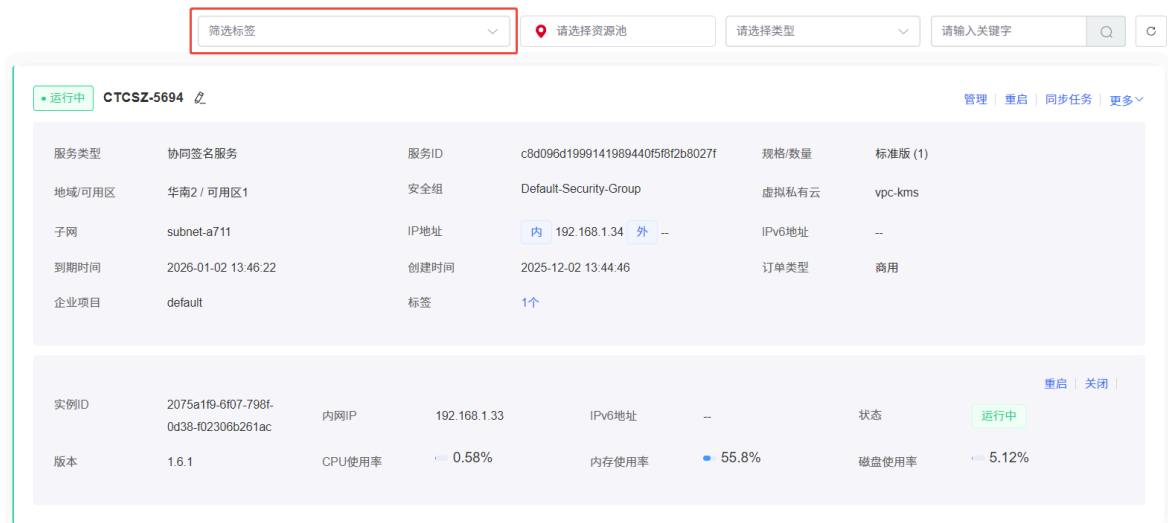 筛选标签 请选择资源池 请选择类型 请输入关键字
运行中 CTCSZ-5694 管理 重启 同步任务 更多
服务类型 协同签名服务 服务ID c8d096d1999141989440f5f8f2b8027f 规格/数量 标准版 (1)
地域/可用区 华南2 / 可用区1 安全组 Default-Security-Group 虚拟私有云 vpc-kms
子网 subnet-a711 IP地址 内 192.168.1.34 外 -- IPv6地址 --
到期时间 2026-01-02 13:46:22 创建时间 2025-12-02 13:44:46 订单类型 商用
企业项目 default 标签 1个
重启 关闭
实例ID 2075a1f9-6f07-798f-
0d38-f02306b261ac 内网IP 192.168.1.33 IPv6地址 -- 状态 运行中
版本 1.6.1 CPU使用率 0.58% 内存使用率 55.8% 磁盘使用率 5.12%